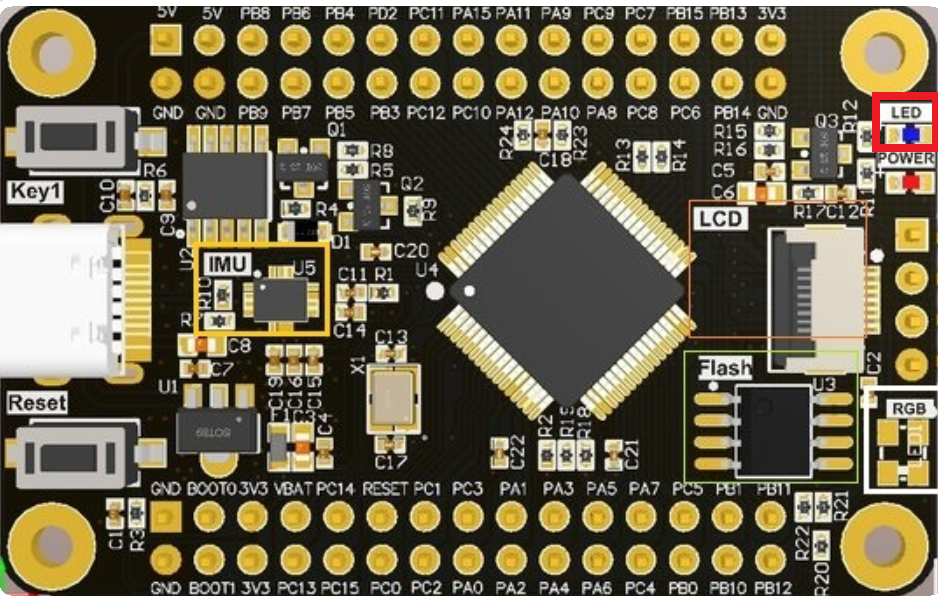 5V 5V PB8 PB6 PB4 PD2 PC11 PA15 PA11 PA9 PC9 PC7 PB15 PB13 3V3
GND GND PB9 PB7 PB5 PB3 PC12 PC10 PA12 PA10 PA8 PC8 PC6 PB14 GND
LED
POWER
Key1
C10
R6
C9
U2
Q1
R8
R5
R4
D1
Q2
R9
C20
R24
C18
R23
R13
R14
R15
R16
C5
C6
Q3
R12
R17
C12
LCD
IMU
U5
R10
C8
C7
C11
R1
C14
U4
C13
X1
C17
U1
SOT89
C19
C16
C15
F1
C3
C4
Reset
Flash
U3
C2
RGB
LED1
C22
R2
R18
C21
C1
R3
R21
R22
R20
GND BOOT0 3V3 VBAT PC14 RESET PC1 PC3 PA1 PA3 PA5 PA7 PC5 PB1 PB11
GND BOOT1 3V3 PC13 PC15 PC0 PC2 PA0 PA2 PA4 PA6 PC4 PB0 PB10 PB12